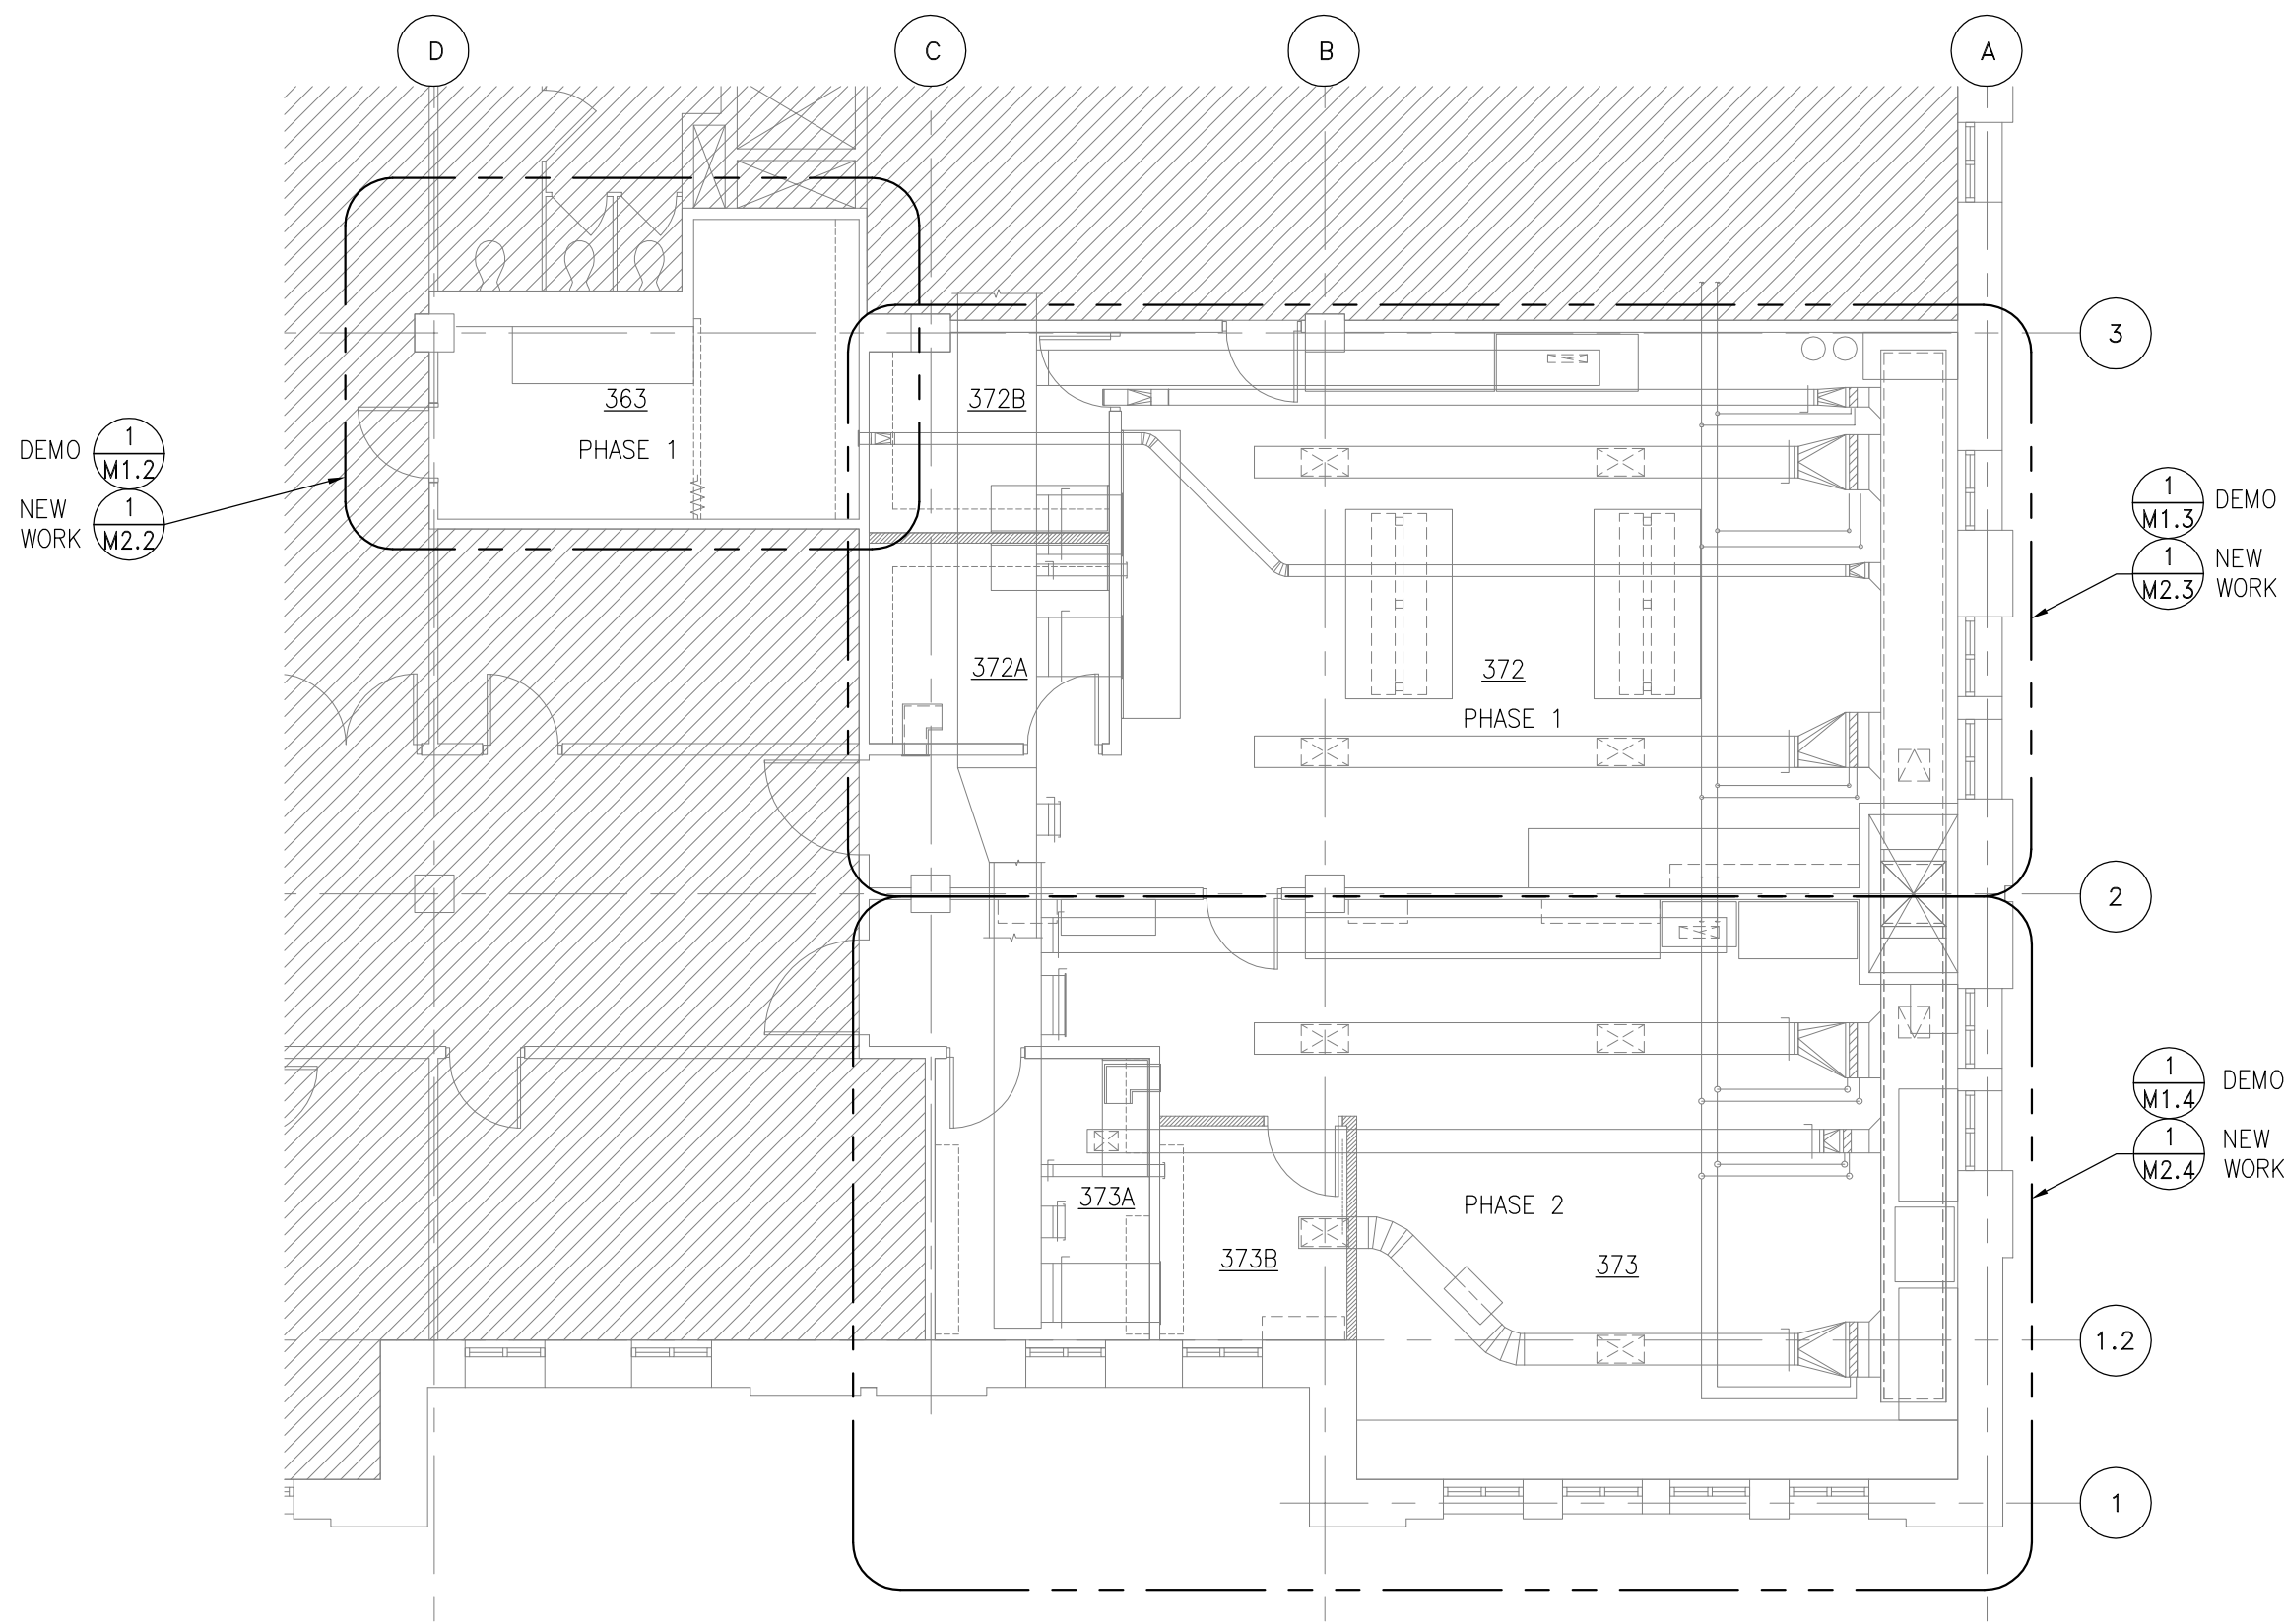 D
C
B
A
3
363
372B
PHASE 1
DEMO
1
M1.2
NEW
WORK
1
M2.2
1
M1.3
DEMO
1
M2.3
NEW
WORK
372A
372
PHASE 1
2
1
M1.4
DEMO
1
M2.4
NEW
WORK
373A
PHASE 2
373B
373
1.2
1